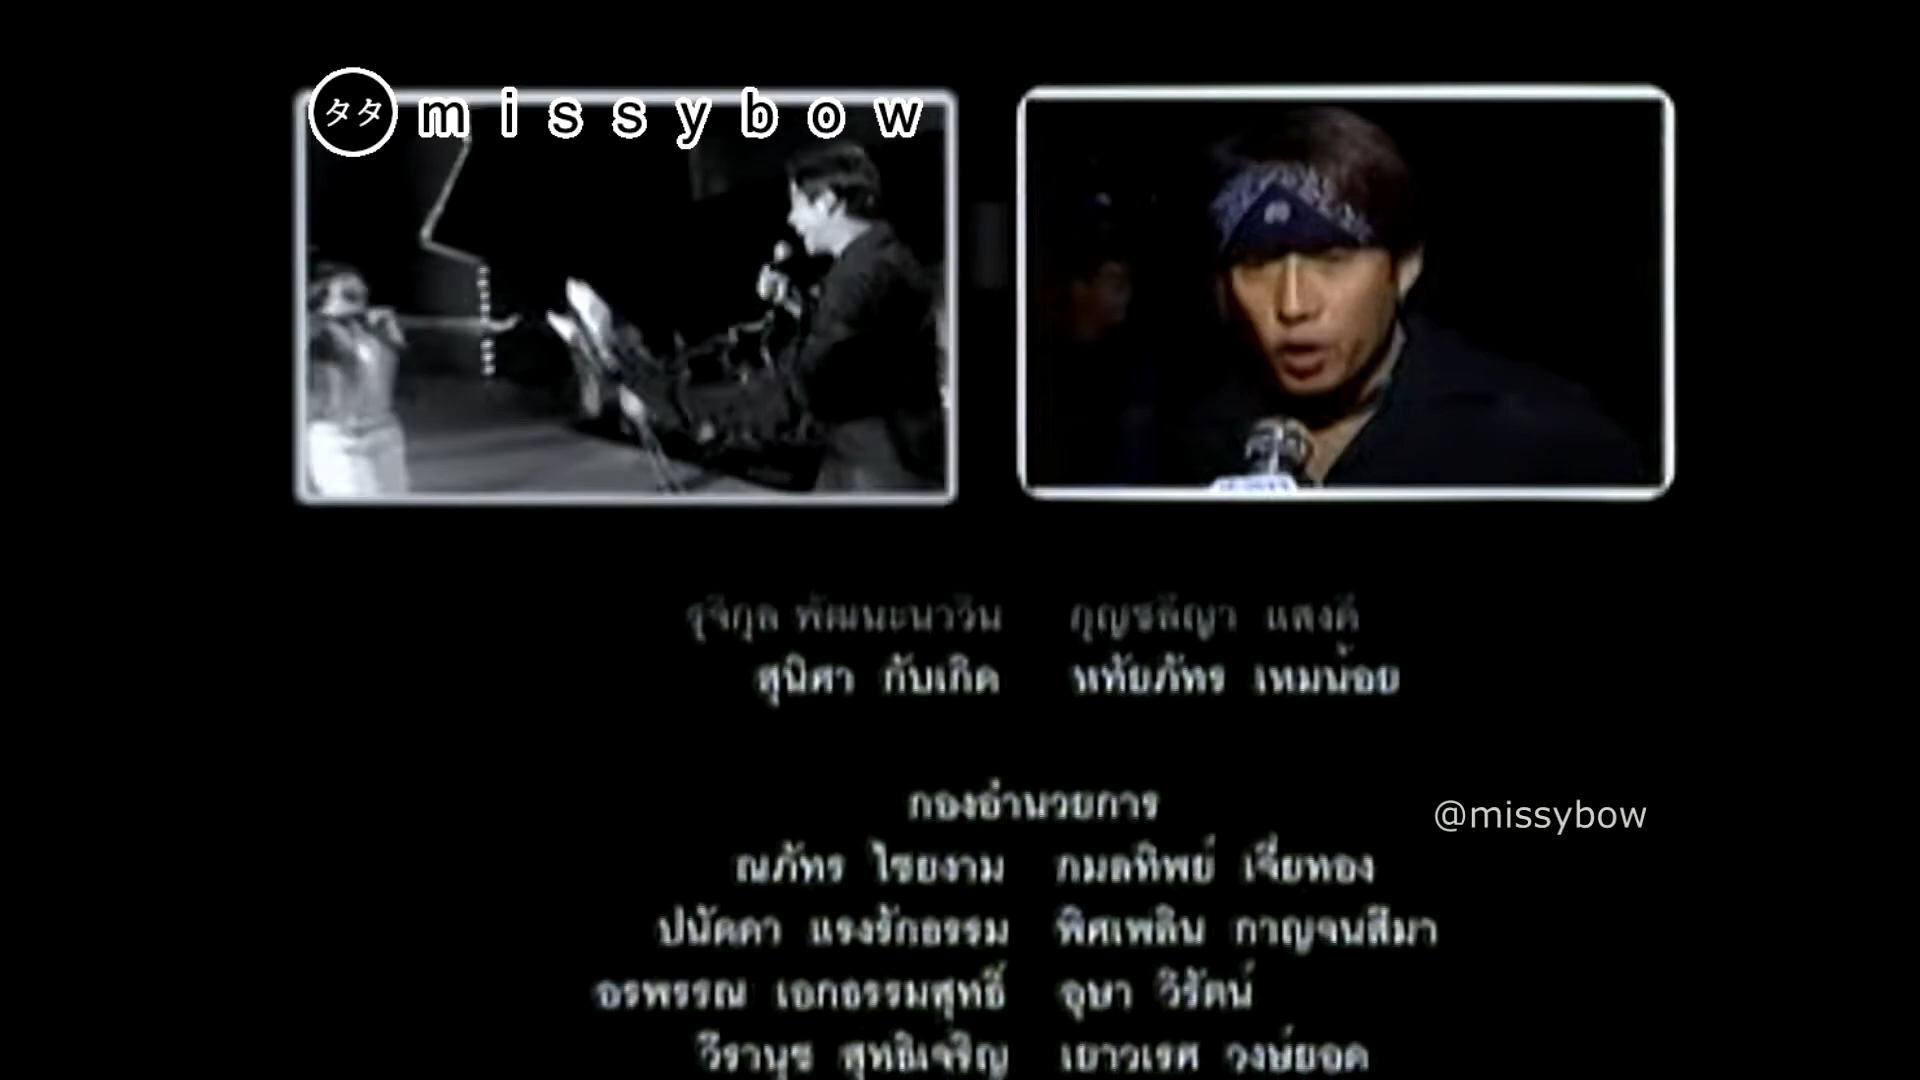 タタ missybow
รุจิกุล พัฒนะนาวิน กุญชลิญา แสงดี
สุนิศา กับเกิด หทัยภัทร เหมน้อย
กองอำนวยการ
@missybow
ณภัทร ไชยงาม กมลทิพย์ เจี่ยทอง
ปนัดดา แรงรักธรรม พิศเพลิน กาญจนสีมา
อรพรรณ เอกธรรมสุทธิ์ อุษา วิรัตน์
วีรานุช สุทธิเจริญ เยาวเรศ วงษ์ยอด